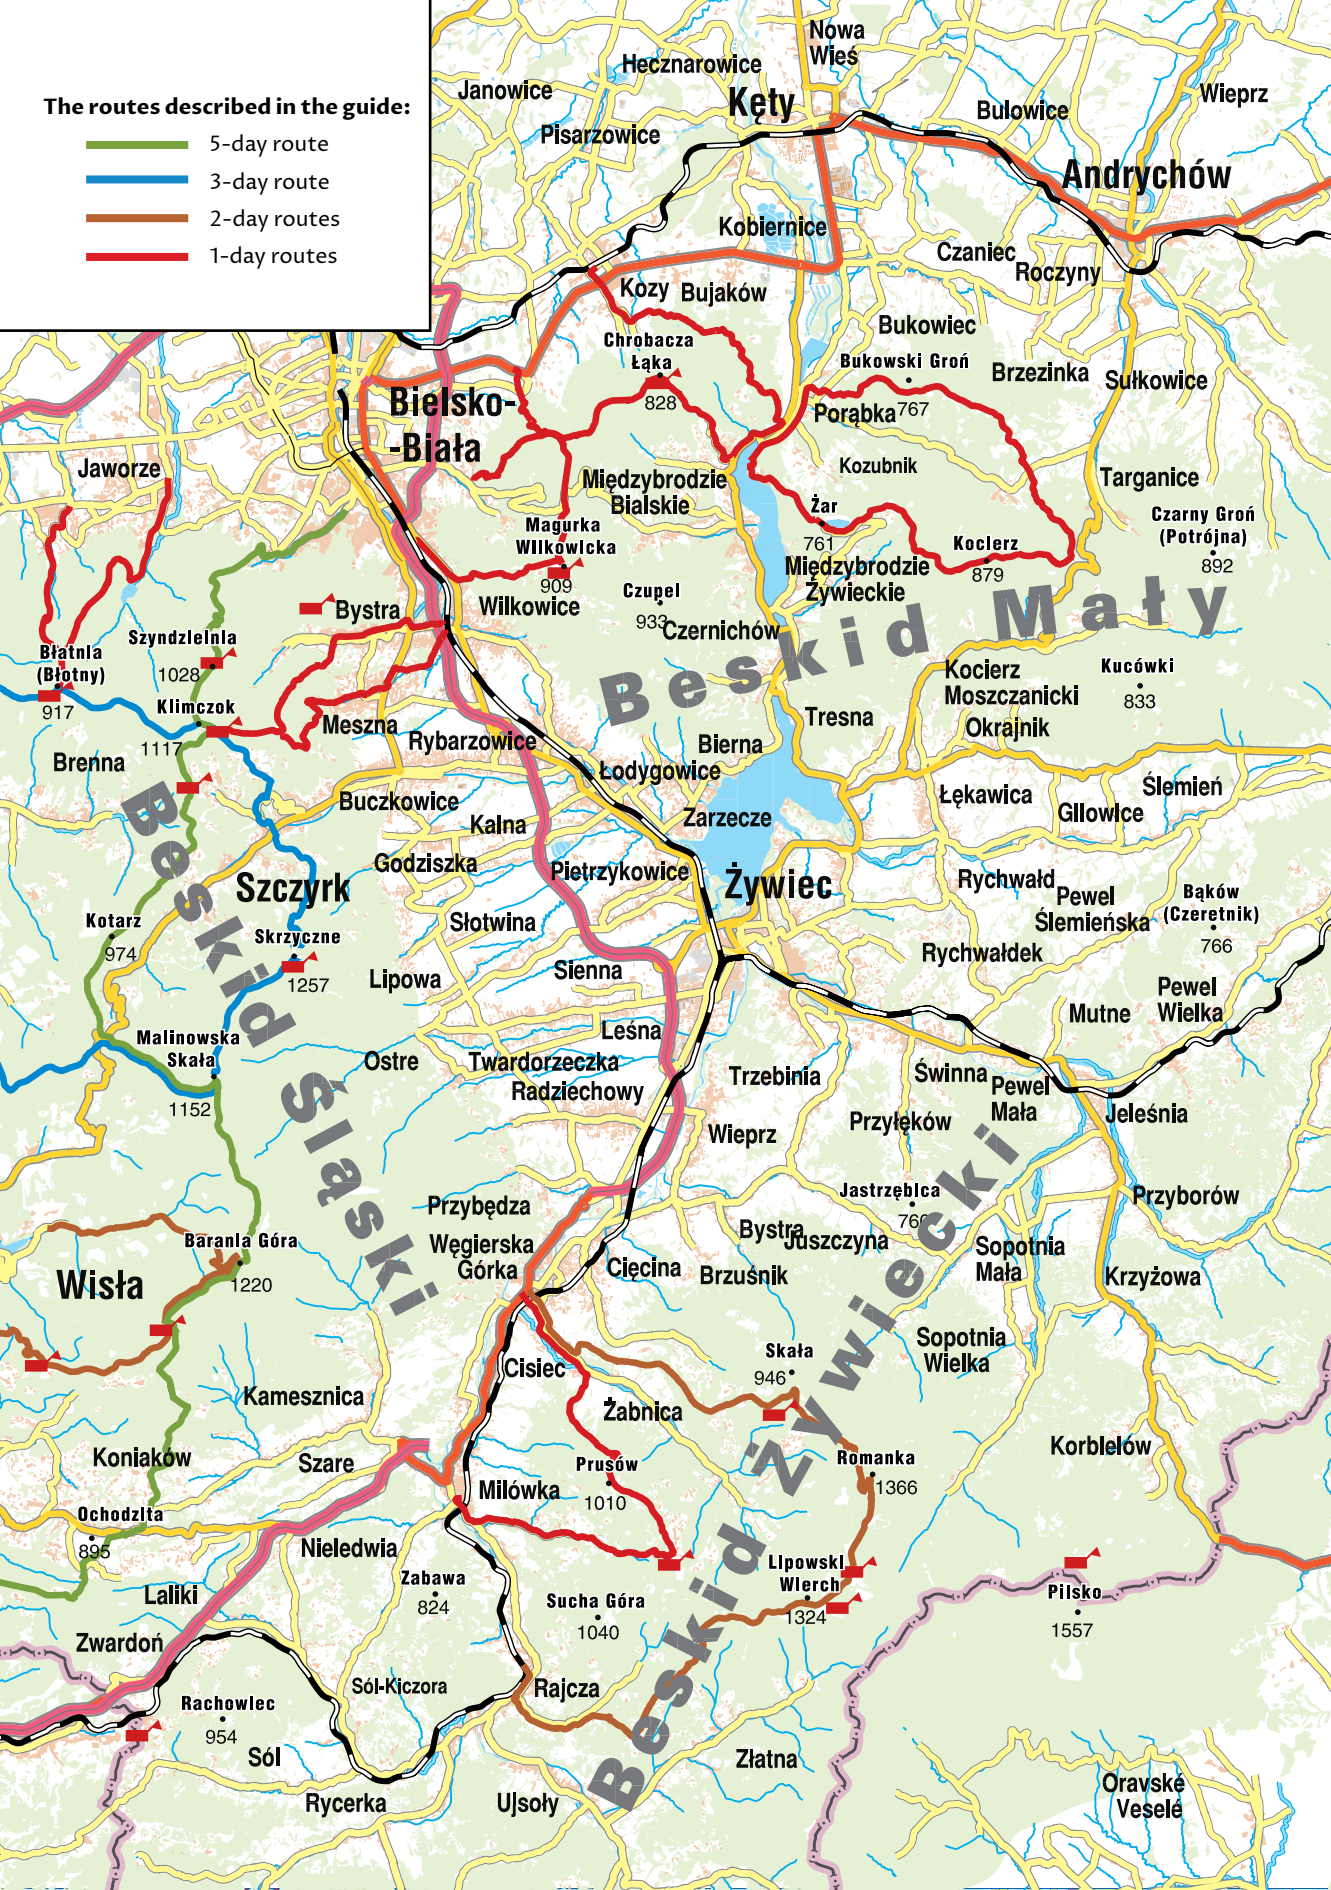 The routes described in the guide:
5-day route
3-day route
2-day routes
1-day routes
Nowa
Wieś
Hecznarowice
Janowice
Kęty
Bulowice
Wieprz
Pisarzowice
Andrychów
Kobiernice
Czaniec
Roczyny
Kozy
Bujaków
Bukowiec
Chrobacza
Łąka
828
Bukowski Groń
767
Brzezinka
Sułkowice
Bielsko-
-Biała
Porąbka
Kozubnik
Jaworze
Międzybrodzie
Bialskie
Targanice
Żar
761
Czarny Groń
(Potrójna)
892
Magurka
Wilkowicka
909
Kocierz
879
Międzybrodzie
Żywieckie
Czupel
933
Wilkowice
Bystra
Czernichów
Beskid Mały
Szyndzielnia
1028
Błatnia
(Błotny)
917
Kocierz
Moszczanicki
Kucówki
833
Klimczok
1117
Meszna
Rybarzowice
Tresna
Okrajnik
Bierna
Brenna
Łodygowice
Buczkowice
Łękawica
Ślemień
Gilowice
Zarzecze
Kalna
Godziszka
Pietrzykowice
Żywiec
Szczyrk
Rychwałd
Pewel
Ślemieńska
Bąków
(Czeretnik)
766
Kotarz
974
Słotwina
Skrzyczne
1257
Rychwałdek
Sienna
Lipowa
Pewel
Wielka
Mutne
Leśna
Malinowska
Skała
1152
Ostre
Twardorzeczka
Radziechowy
Trzebinia
Świnna
Pewel
Mała
Jeleśnia
Przyłęków
Wieprz
Beskid Śląski
Jastrzębica
760
Przyborów
Przybędza
Bystra
Juszczyna
Barania Góra
1220
Węgierska
Górka
Sopotnia
Mała
Wisła
Cięcina
Brzuśnik
Krzyżowa
Sopotnia
Wielka
Skała
946
Cisiec
Kamesznica
Żabnica
Beskid Żywiecki
Korbielów
Koniaków
Szare
Prusów
1010
Romanka
1366
Milówka
Ochodzita
895
Nieledwia
Lipowski
Wierch
1324
Zabawa
824
Pilsko
1557
Laliki
Sucha Góra
1040
Zwardoń
Sól-Kiczora
Rajcza
Rachowiec
954
Sól
Złatna
Rycerka
Ujsoły
Oravské
Veselé